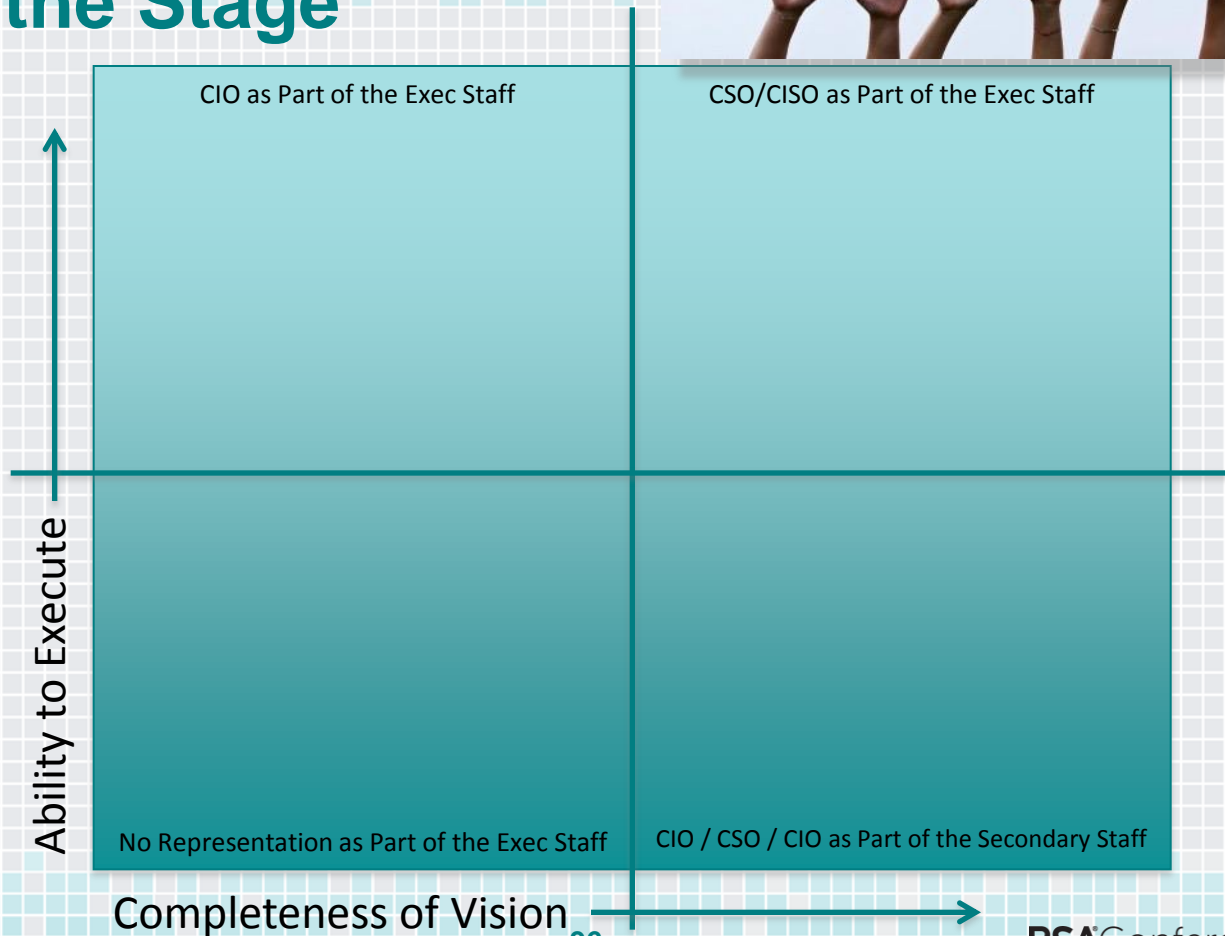 the Stage
CIO as Part of the Exec Staff
CSO/CISO as Part of the Exec Staff
Ability to Execute
No Representation as Part of the Exec Staff
CIO / CSO / CIO as Part of the Secondary Staff
Completeness of Vision